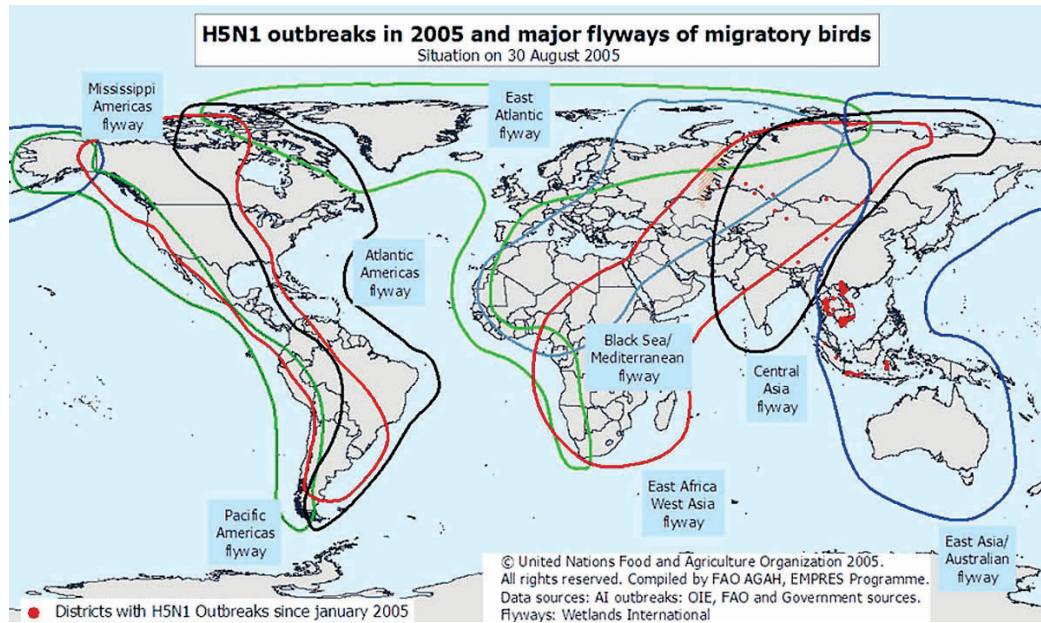 H5N1 outbreaks in 2005 and major flyways of migratory birds
Situation on 30 August 2005
Mississippi
Americas
flyway
East
Atlantic
flyway
Atlantic
Americas
flyway
Black Sea/
Mediterranean
flyway
Central
Asia
flyway
East Africa
West Asia
flyway
Pacific
Americas
flyway
East Asia/
Australian
flyway
© United Nations Food and Agriculture Organization 2005.
All rights reserved. Compiled by FAO AGAH, EMPRES Programme.
Data sources: AI outbreaks: OIE, FAO and Government sources.
Flyways: Wetlands International
Districts with H5N1 Outbreaks since january 2005